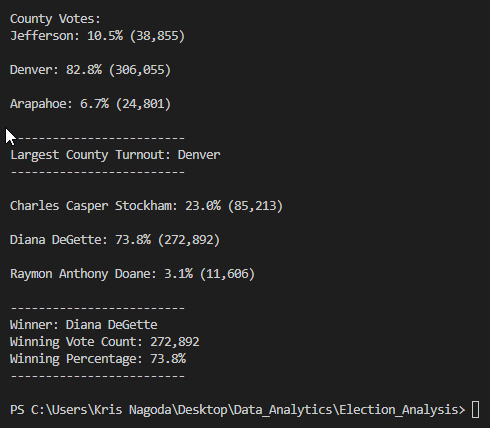 County Votes:
Jefferson: 10.5% (38,855)
Denver: 82.8% (306,055)
Arapahoe: 6.7% (24,801)
-------------------------
Largest County Turnout: Denver
-------------------------
Charles Casper Stockham: 23.0% (85,213)
Diana DeGette: 73.8% (272,892)
Raymon Anthony Doane: 3.1% (11,606)
-------------------------
Winner: Diana DeGette
Winning Vote Count: 272,892
Winning Percentage: 73.8%
-------------------------
PS C:\Users\Kris Nagoda\Desktop\Data_Analytics\Election_Analysis>